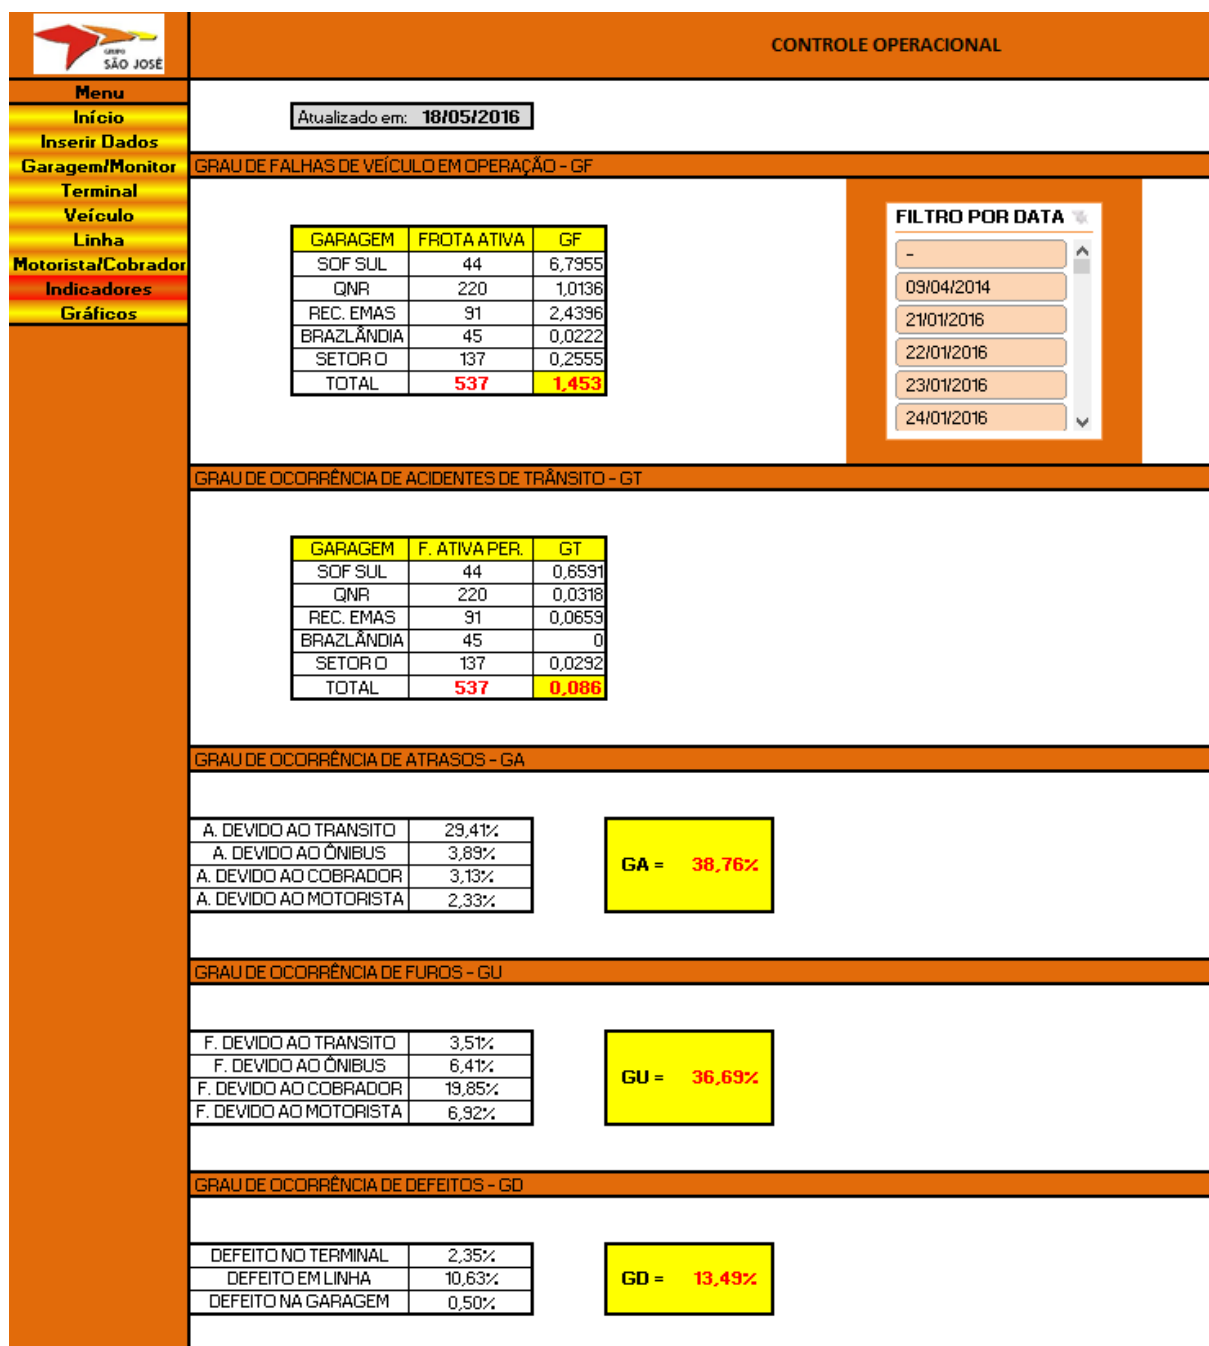 GRUPO
SÃO JOSÉ
CONTROLE OPERACIONAL
Menu
Início
Inserir Dados
Garagem/Monitor
Terminal
Veículo
Linha
Motorista/Cobrador
Indicadores
Gráficos
Atualizado em: 18/05/2016
GRAU DE FALHAS DE VEÍCULO EM OPERAÇÃO - GF
GARAGEM FROTA ATIVA GF
SOF SUL 44 6,7955
QNR 220 1,0136
REC. EMAS 91 2,4396
BRAZLÂNDIA 45 0,0222
SETOR O 137 0,2555
TOTAL 537 1,453
FILTRO POR DATA
-
09/04/2014
21/01/2016
22/01/2016
23/01/2016
24/01/2016
GRAU DE OCORRÊNCIA DE ACIDENTES DE TRÂNSITO - GT
GARAGEM F. ATIVA PER. GT
SOF SUL 44 0,6591
QNR 220 0,0318
REC. EMAS 91 0,0659
BRAZLÂNDIA 45 0
SETOR O 137 0,0292
TOTAL 537 0,086
GRAU DE OCORRÊNCIA DE ATRASOS - GA
A. DEVIDO AO TRANSITO 29,41%
A. DEVIDO AO ÔNIBUS 3,89%
A. DEVIDO AO COBRADOR 3,13%
A. DEVIDO AO MOTORISTA 2,33%
GA = 38,76%
GRAU DE OCORRÊNCIA DE FUROS - GU
F. DEVIDO AO TRANSITO 3,51%
F. DEVIDO AO ÔNIBUS 6,41%
F. DEVIDO AO COBRADOR 19,85%
F. DEVIDO AO MOTORISTA 6,92%
GU = 36,69%
GRAU DE OCORRÊNCIA DE DEFEITOS - GD
DEFEITO NO TERMINAL 2,35%
DEFEITO EM LINHA 10,63%
DEFEITO NA GARAGEM 0,50%
GD = 13,49%